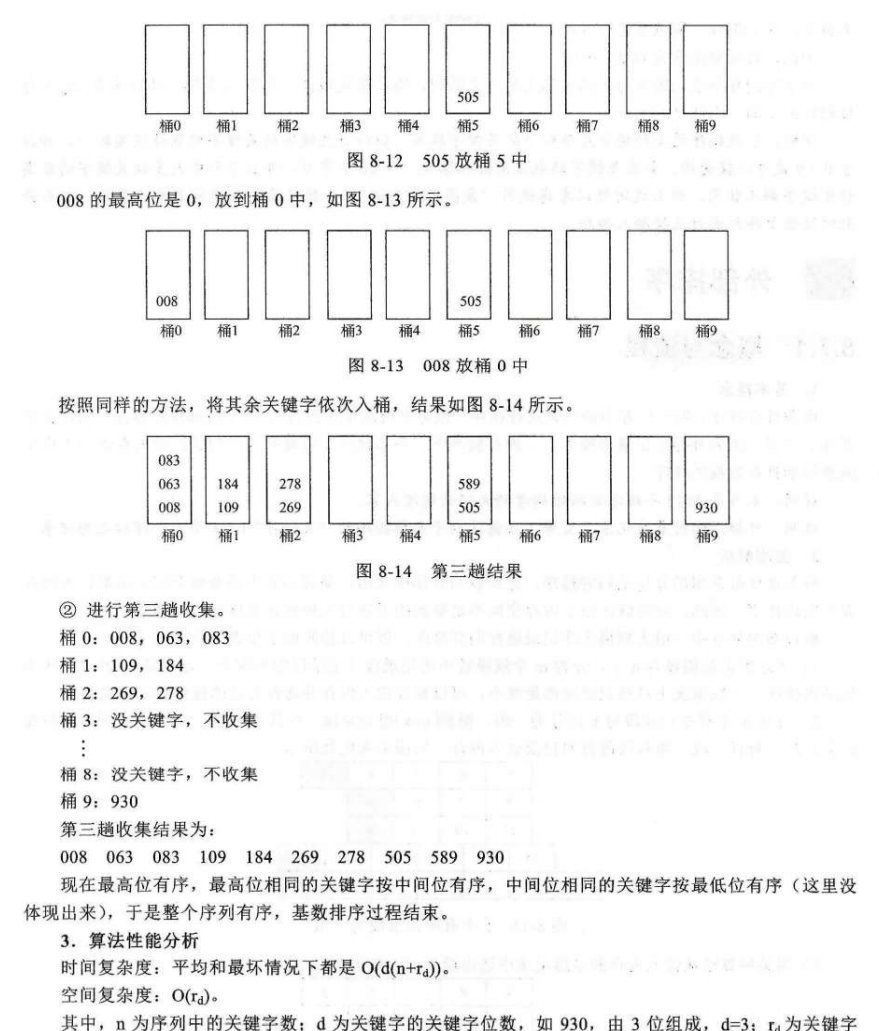 505
桶0 桶1 桶2 桶3 桶4 桶5 桶6 桶7 桶8 桶9
图 8-12 505 放桶 5 中
008 的最高位是 0，放到桶 0 中，如图 8-13 所示。
008 505
桶0 桶1 桶2 桶3 桶4 桶5 桶6 桶7 桶8 桶9
图 8-13 008 放桶 0 中
按照同样的方法，将其余关键字依次入桶，结果如图 8-14 所示。
083
063 184 278 589
008 109 269 505 930
桶0 桶1 桶2 桶3 桶4 桶5 桶6 桶7 桶8 桶9
图 8-14 第三趟结果
② 进行第三趟收集。
桶 0：008，063，083
桶 1：109，184
桶 2：269，278
桶 3：没关键字，不收集
⋮
桶 8：没关键字，不收集
桶 9：930
第三趟收集结果为：
008 063 083 109 184 269 278 505 589 930
现在最高位有序，最高位相同的关键字按中间位有序，中间位相同的关键字按最低位有序（这里没
体现出来），于是整个序列有序，基数排序过程结束。
3．算法性能分析
时间复杂度：平均和最坏情况下都是 O(d(n+rd))。
空间复杂度：O(rd)。
其中，n 为序列中的关键字数；d 为关键字的关键字位数，如 930，由 3 位组成，d=3；rd 为关键字